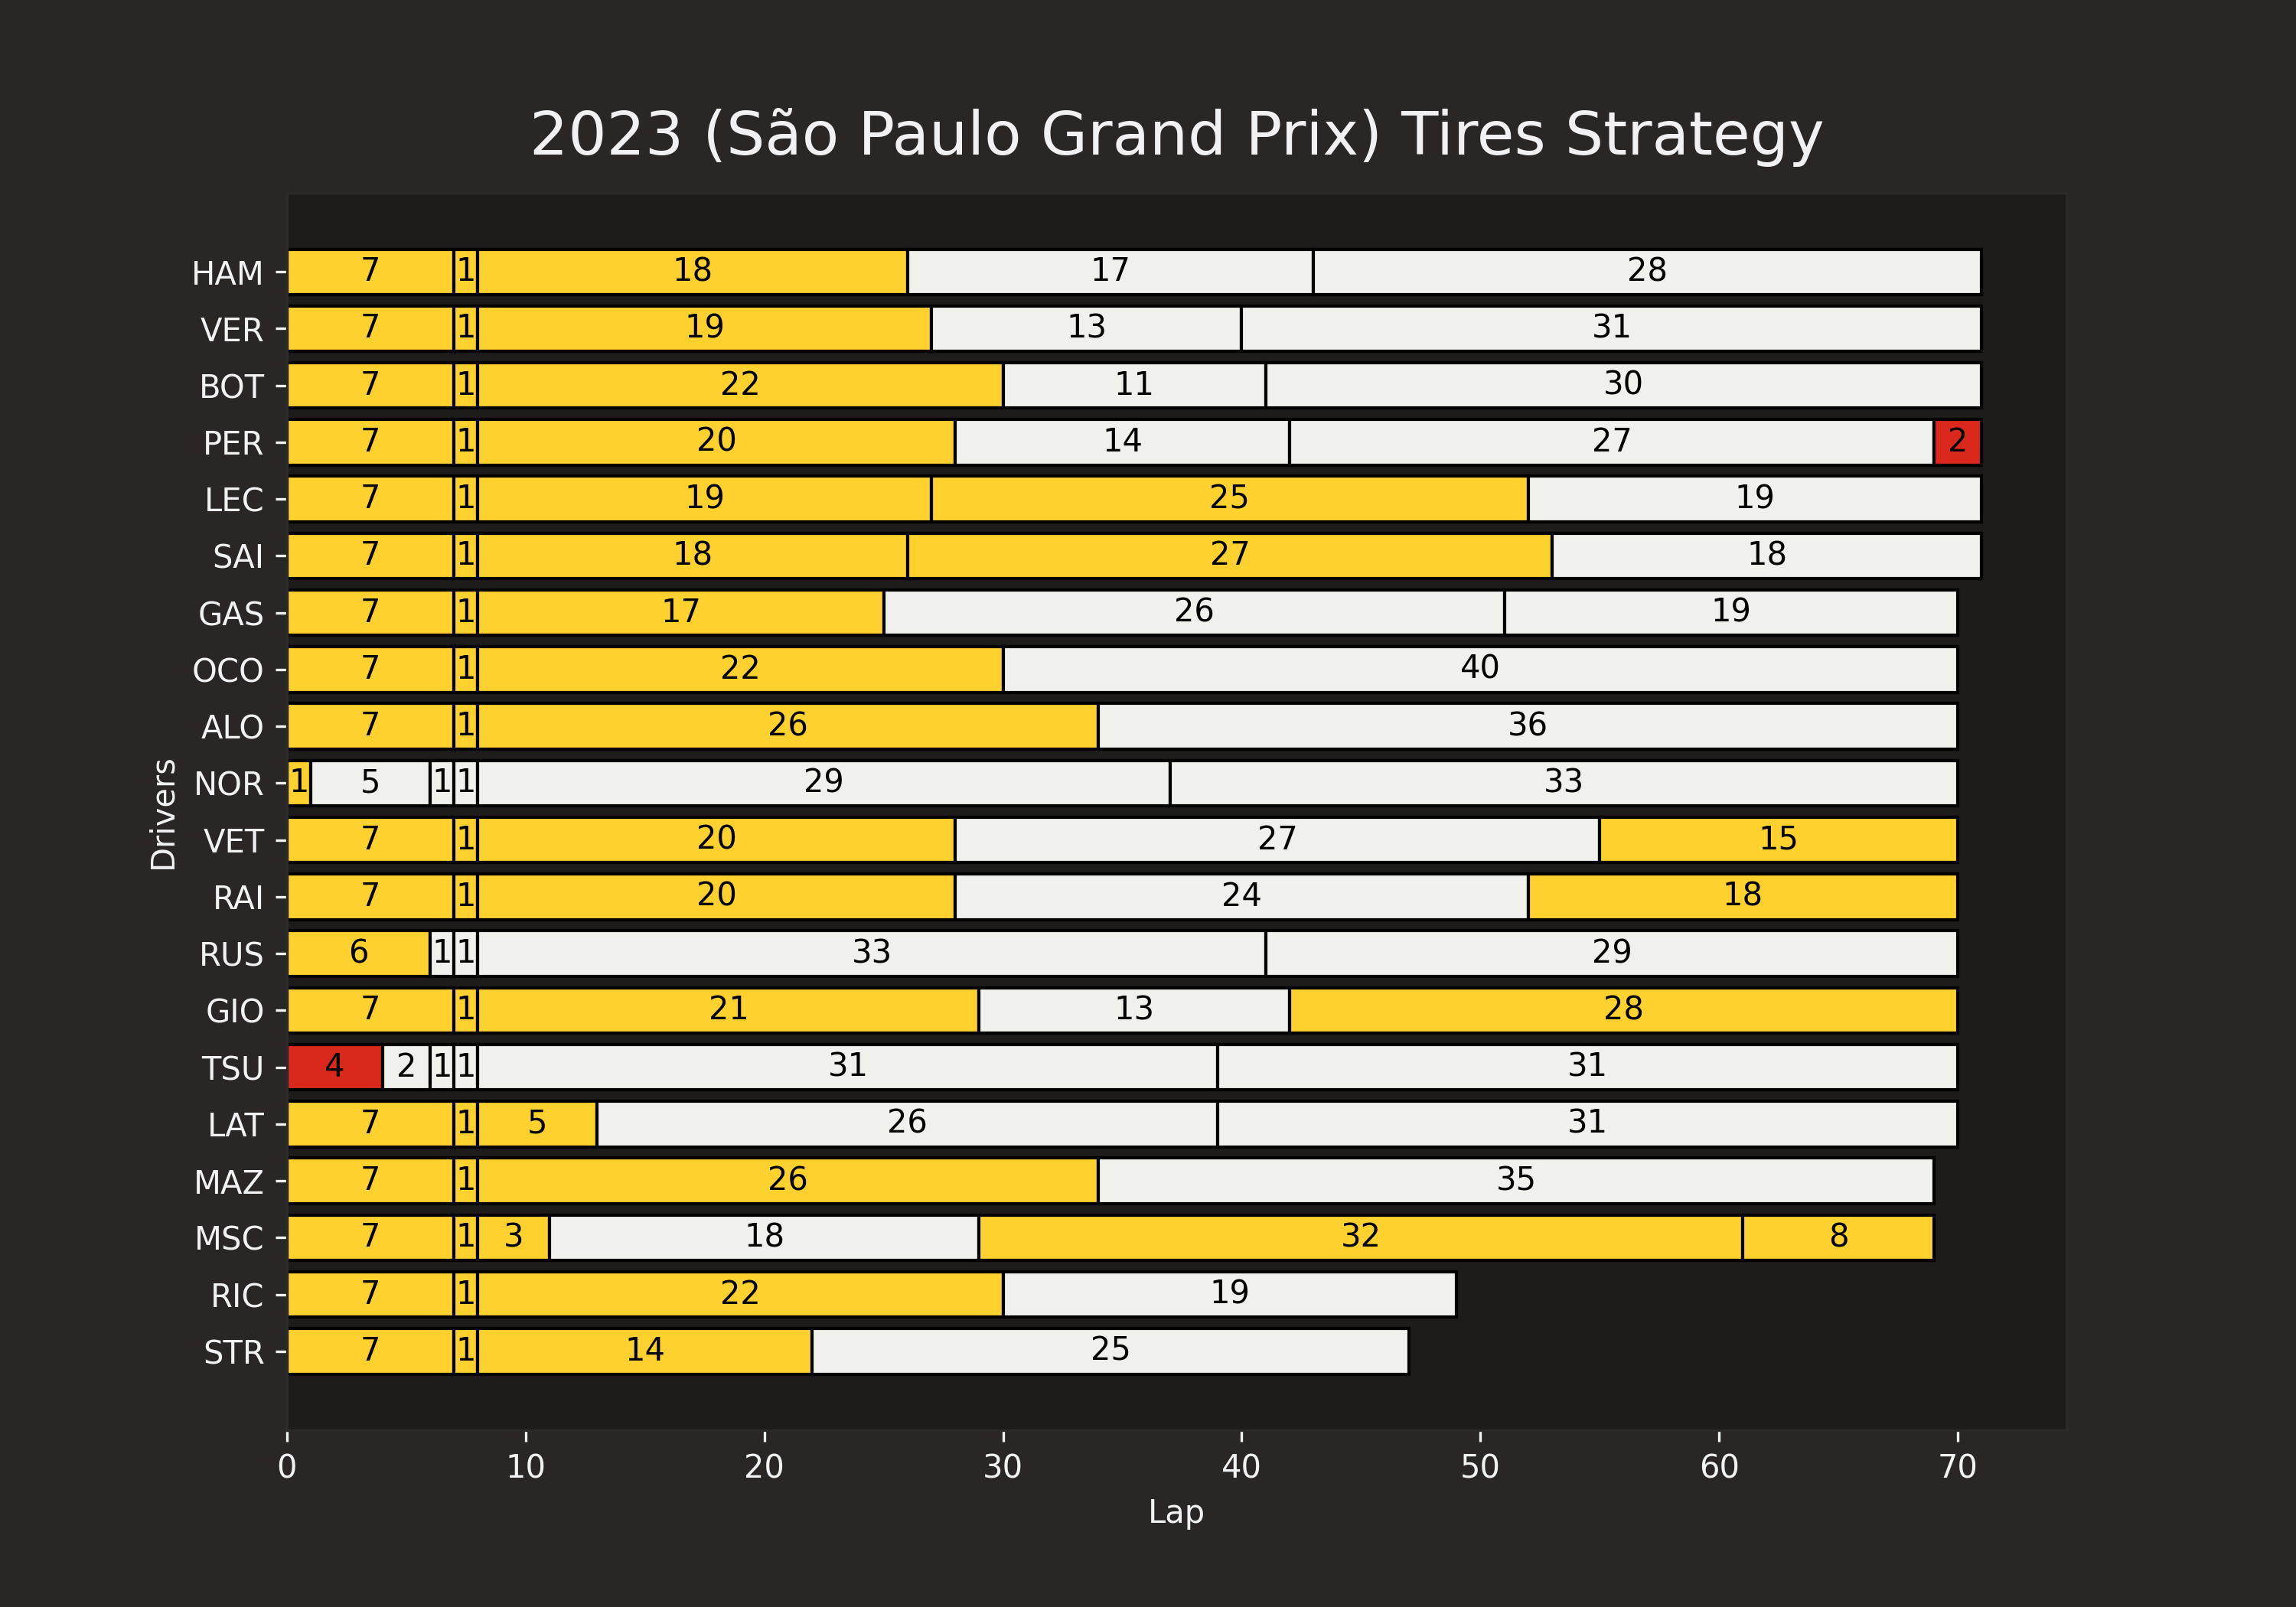 2023 (São Paulo Grand Prix) Tires Strategy
HAM 7 1 18 17 28
VER 7 1 19 13 31
BOT 7 1 22 11 30
PER 7 1 20 14 27 2
LEC 7 1 19 25 19
SAI 7 1 18 27 18
GAS 7 1 17 26 19
OCO 7 1 22 40
ALO 7 1 26 36
Drivers
NOR 1 5 1 1 29 33
VET 7 1 20 27 15
RAI 7 1 20 24 18
RUS 6 1 1 33 29
GIO 7 1 21 13 28
TSU 4 2 1 1 31 31
LAT 7 1 5 26 31
MAZ 7 1 26 35
MSC 7 1 3 18 32 8
RIC 7 1 22 19
STR 7 1 14 25
0 10 20 30 40 50 60 70
Lap